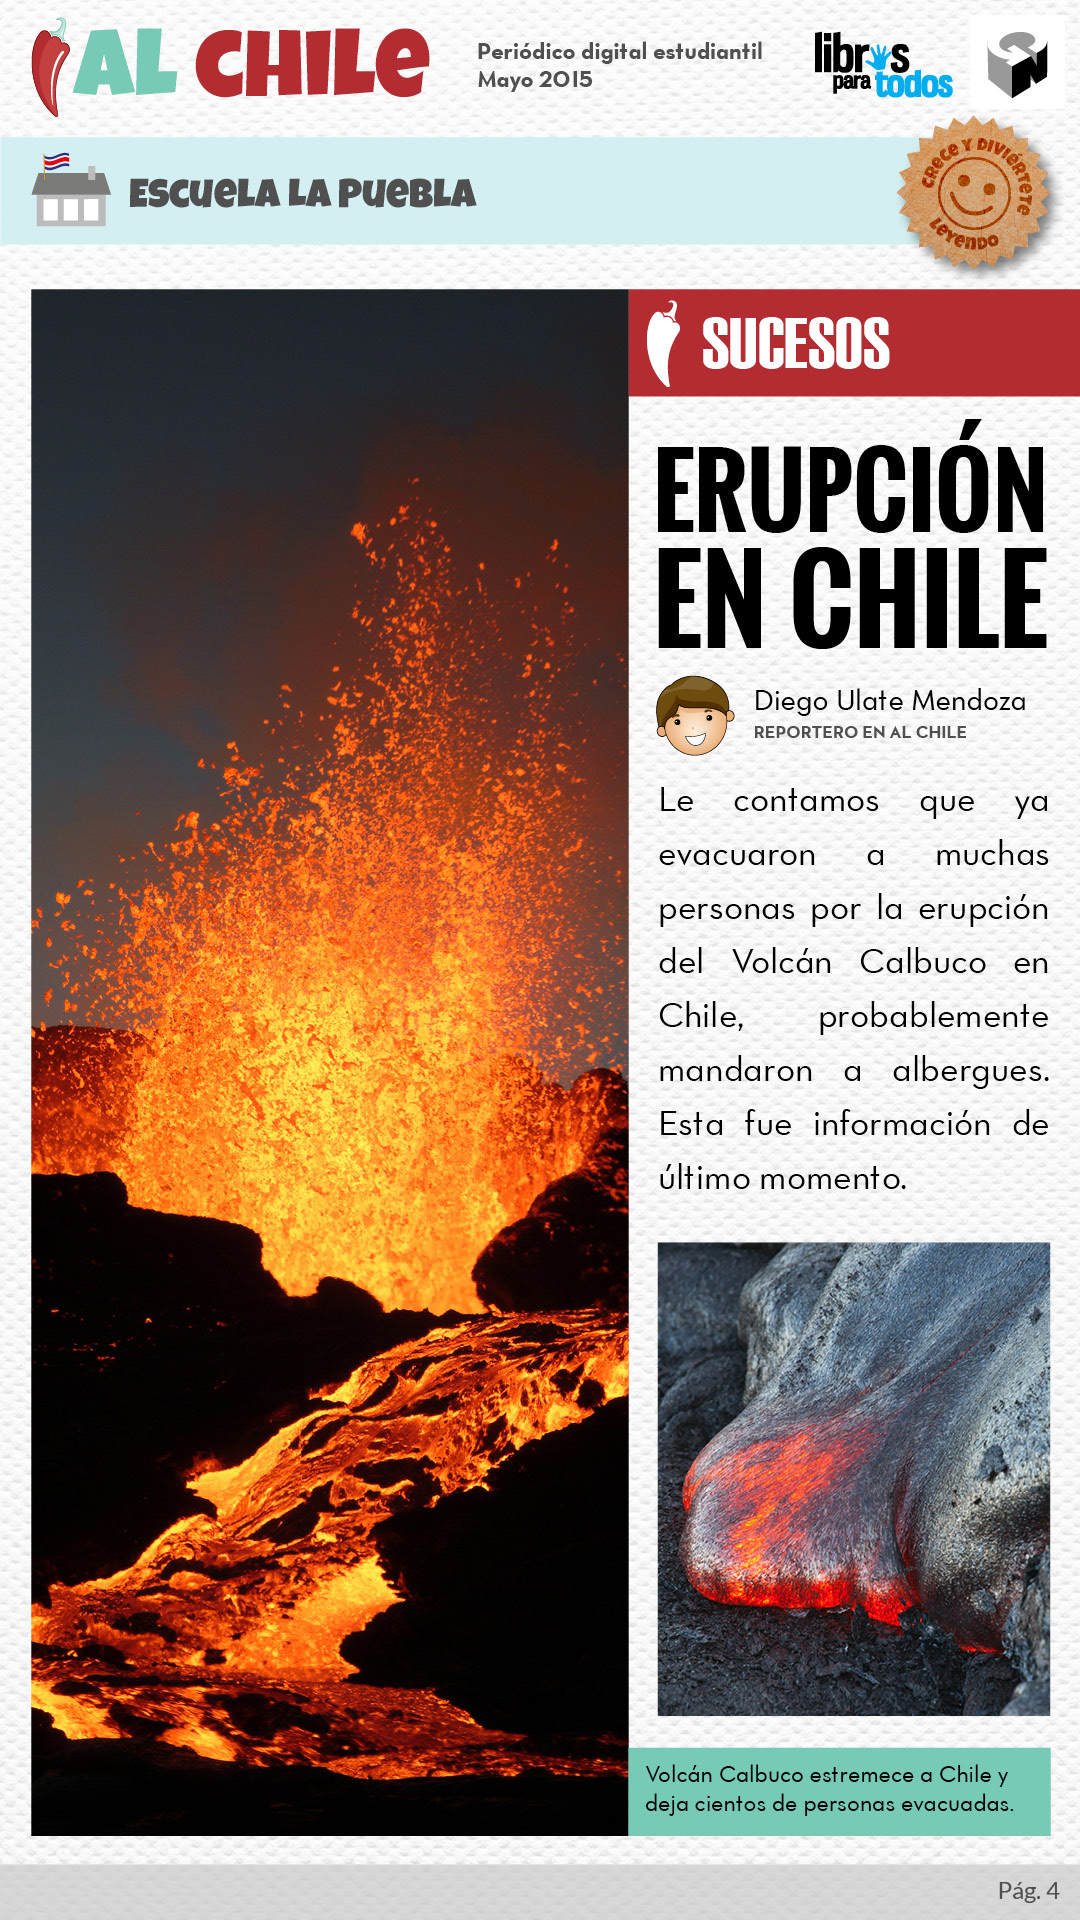 AL CHILE
Periódico digital estudiantil
Mayo 2015
libros
para todos
GN
ESCUELA LA PUEBLA
CRECE Y DIVIÉRTETE
LEYENDO
SUCESOS
ERUPCIÓN
EN CHILE
Diego Ulate Mendoza
REPORTERO EN AL CHILE
Le contamos que ya
evacuaron a muchas
personas por la erupción
del Volcán Calbuco en
Chile, probablemente
mandaron a albergues.
Esta fue información de
último momento.
Volcán Calbuco estremece a Chile y
deja cientos de personas evacuadas.
Pág. 4